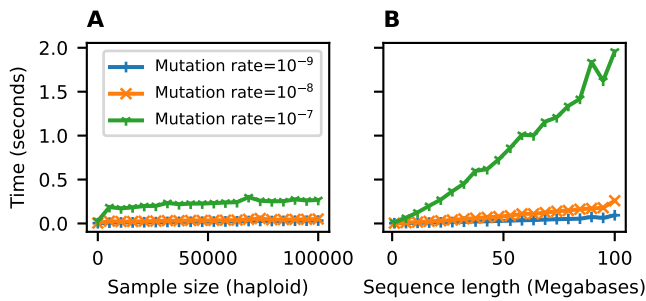 A B
2.0
1.5
1.0
0.5
0.0
Time (seconds)
Mutation rate=10⁻⁹
Mutation rate=10⁻⁸
Mutation rate=10⁻⁷
0 50000 100000
Sample size (haploid)
0 50 100
Sequence length (Megabases)